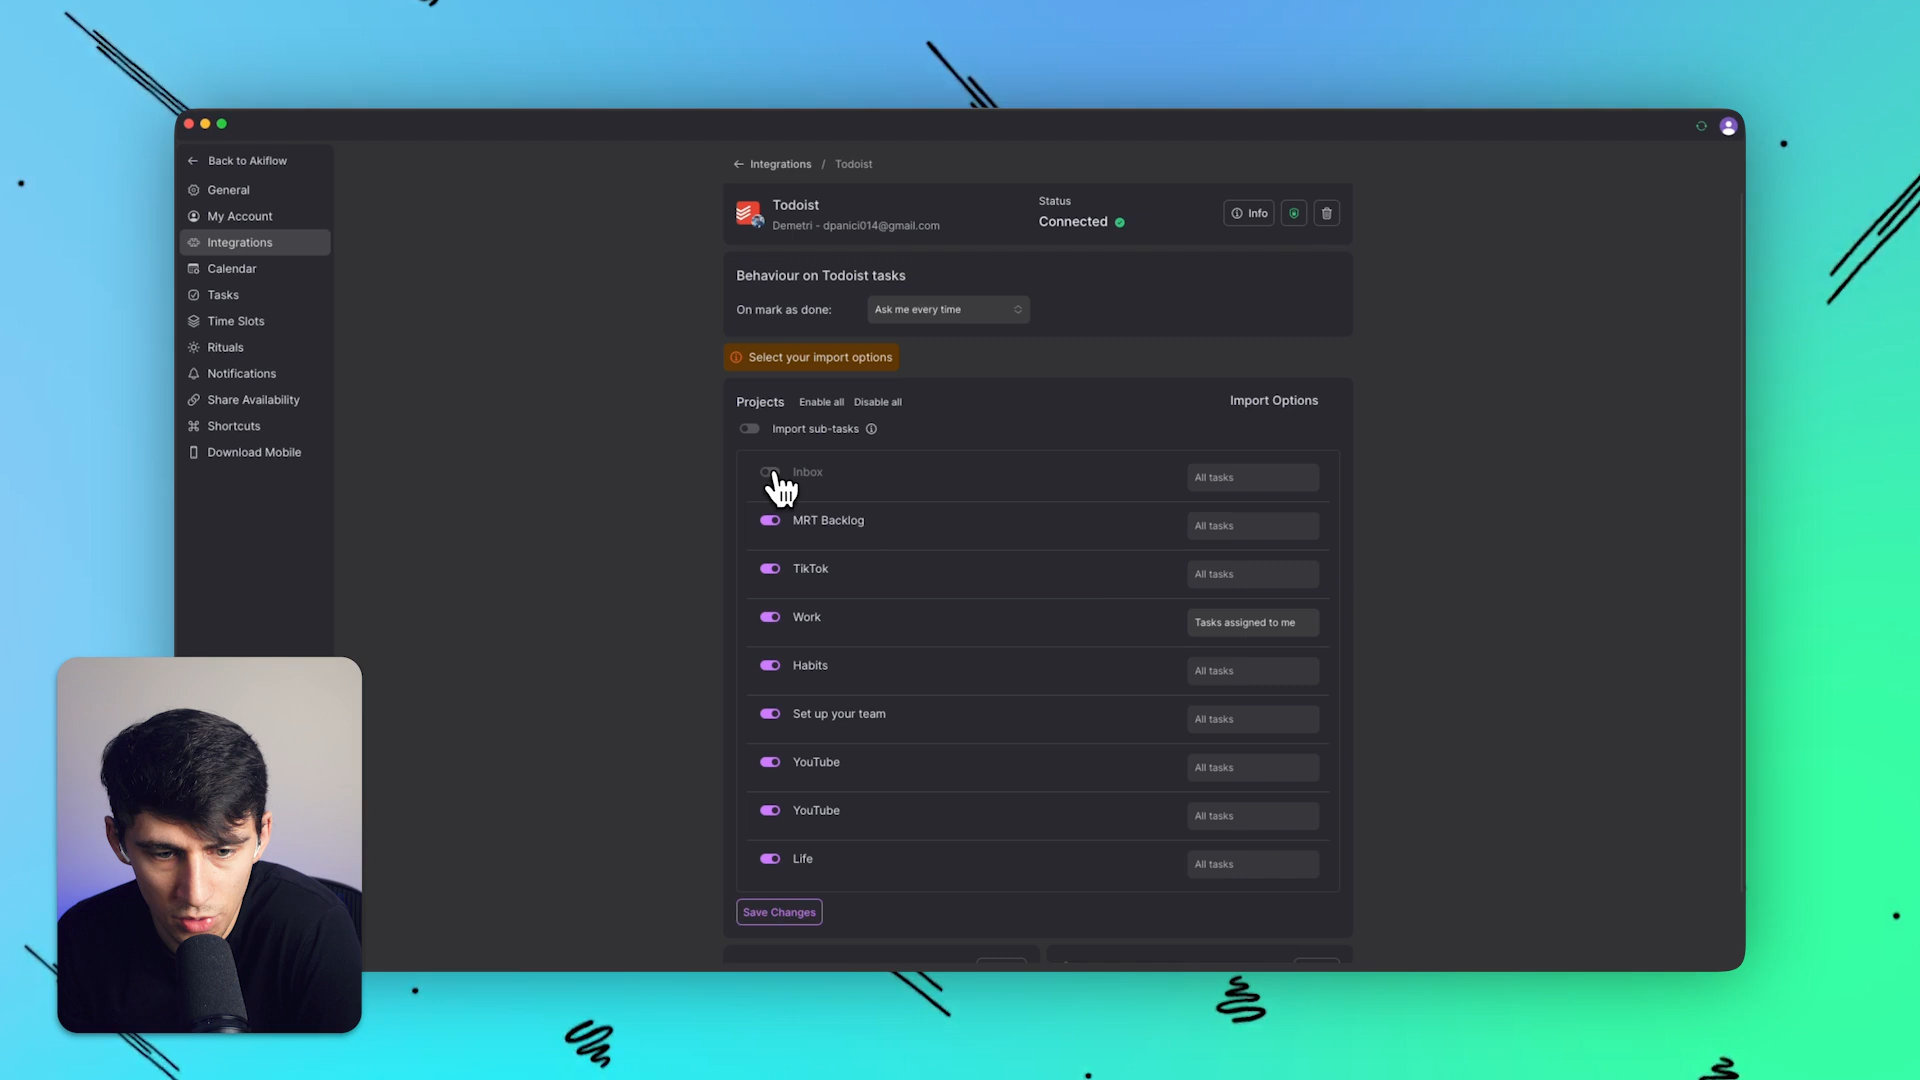 Back to Akiflow
General
My Account
Integrations
Calendar
Tasks
Time Slots
Rituals
Notifications
Share Availability
Shortcuts
Download Mobile
Integrations / Todoist
Todoist
Demetri - dpanici014@gmail.com
Status
Connected
Info
Behaviour on Todoist tasks
On mark as done: Ask me every time
Select your import options
Projects Enable all Disable all Import Options
Import sub-tasks
Inbox All tasks
MRT Backlog All tasks
TikTok All tasks
Work Tasks assigned to me
Habits All tasks
Set up your team All tasks
YouTube All tasks
YouTube All tasks
Life All tasks
Save Changes